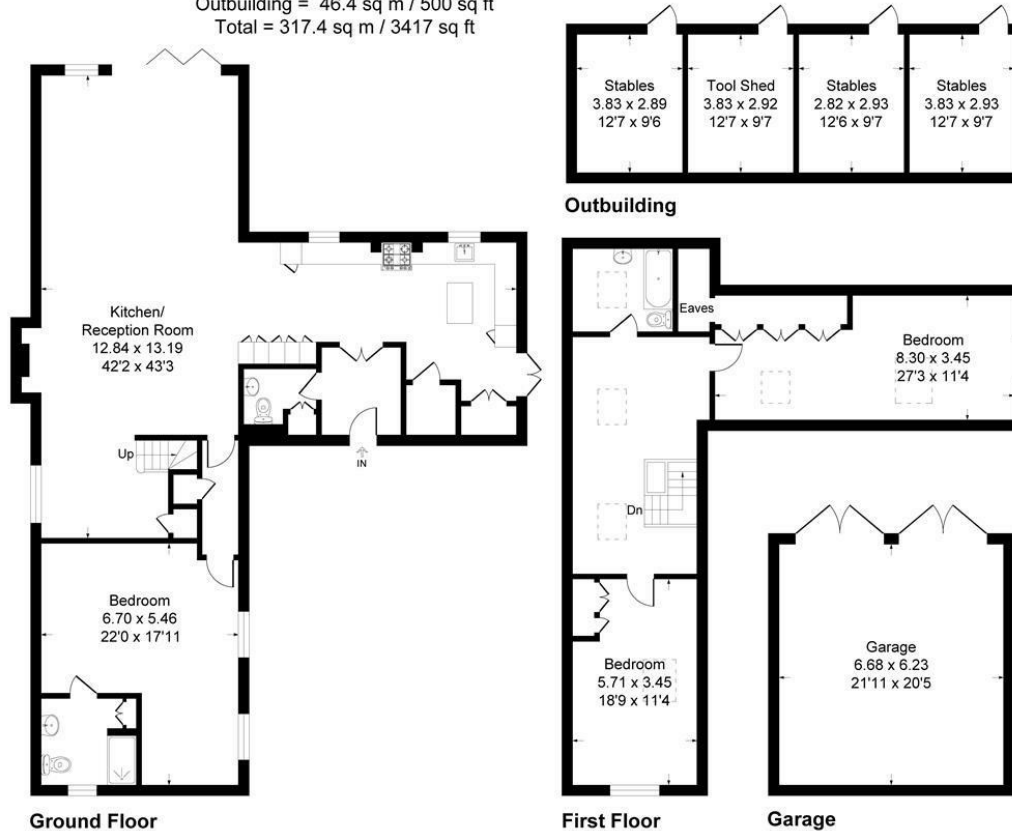 Outbuilding = 46.4 sq m / 500 sq ft
Total = 317.4 sq m / 3417 sq ft
Stables
3.83 x 2.89
12'7 x 9'6
Tool Shed
3.83 x 2.92
12'7 x 9'7
Stables
2.82 x 2.93
12'6 x 9'7
Stables
3.83 x 2.93
12'7 x 9'7
Outbuilding
Kitchen/
Reception Room
12.84 x 13.19
42'2 x 43'3
Up
IN
Bedroom
6.70 x 5.46
22'0 x 17'11
Ground Floor
Eaves
Bedroom
8.30 x 3.45
27'3 x 11'4
Dn
Bedroom
5.71 x 3.45
18'9 x 11'4
First Floor
Garage
6.68 x 6.23
21'11 x 20'5
Garage